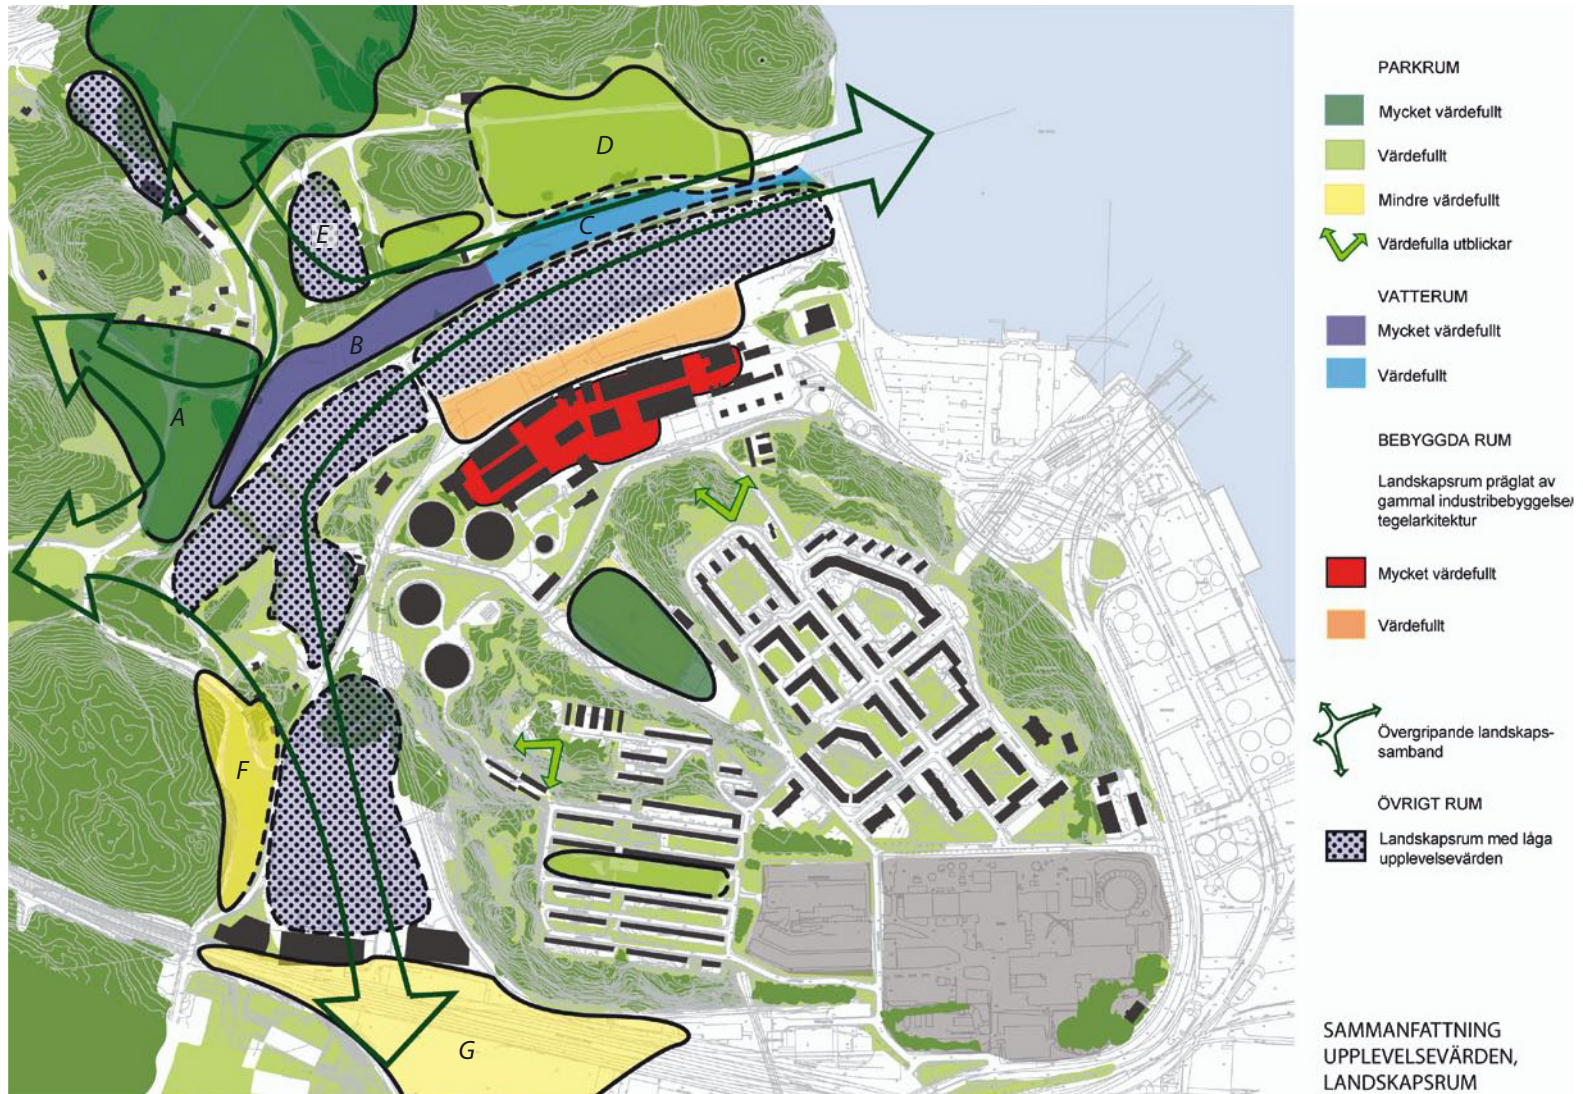 D
E
C
B
A
F
G
PARKRUM
Mycket värdefullt
Värdefullt
Mindre värdefullt
Värdefulla utblickar
VATTERUM
Mycket värdefullt
Värdefullt
BEBYGGDA RUM
Landskapsrum präglat av
gammal industribebyggelse/
tegelarkitektur
Mycket värdefullt
Värdefullt
Övergripande landskaps-
samband
ÖVRIGT RUM
Landskapsrum med låga
upplevelsevärden
SAMMANFATTNING
UPPLEVELSEVÄRDEN,
LANDSKAPSRUM